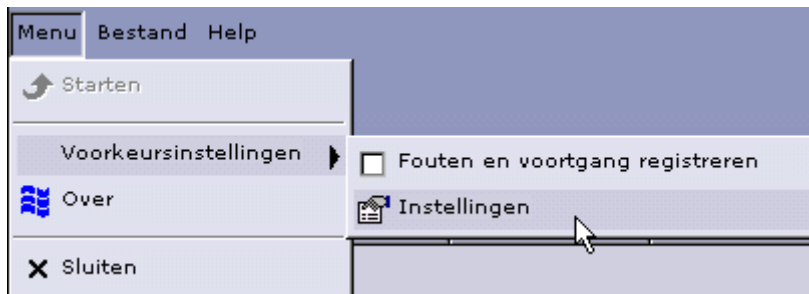 Menu Bestand Help
Starten
Voorkeursinstellingen
Fouten en voortgang registreren
Over
Instellingen
Sluiten